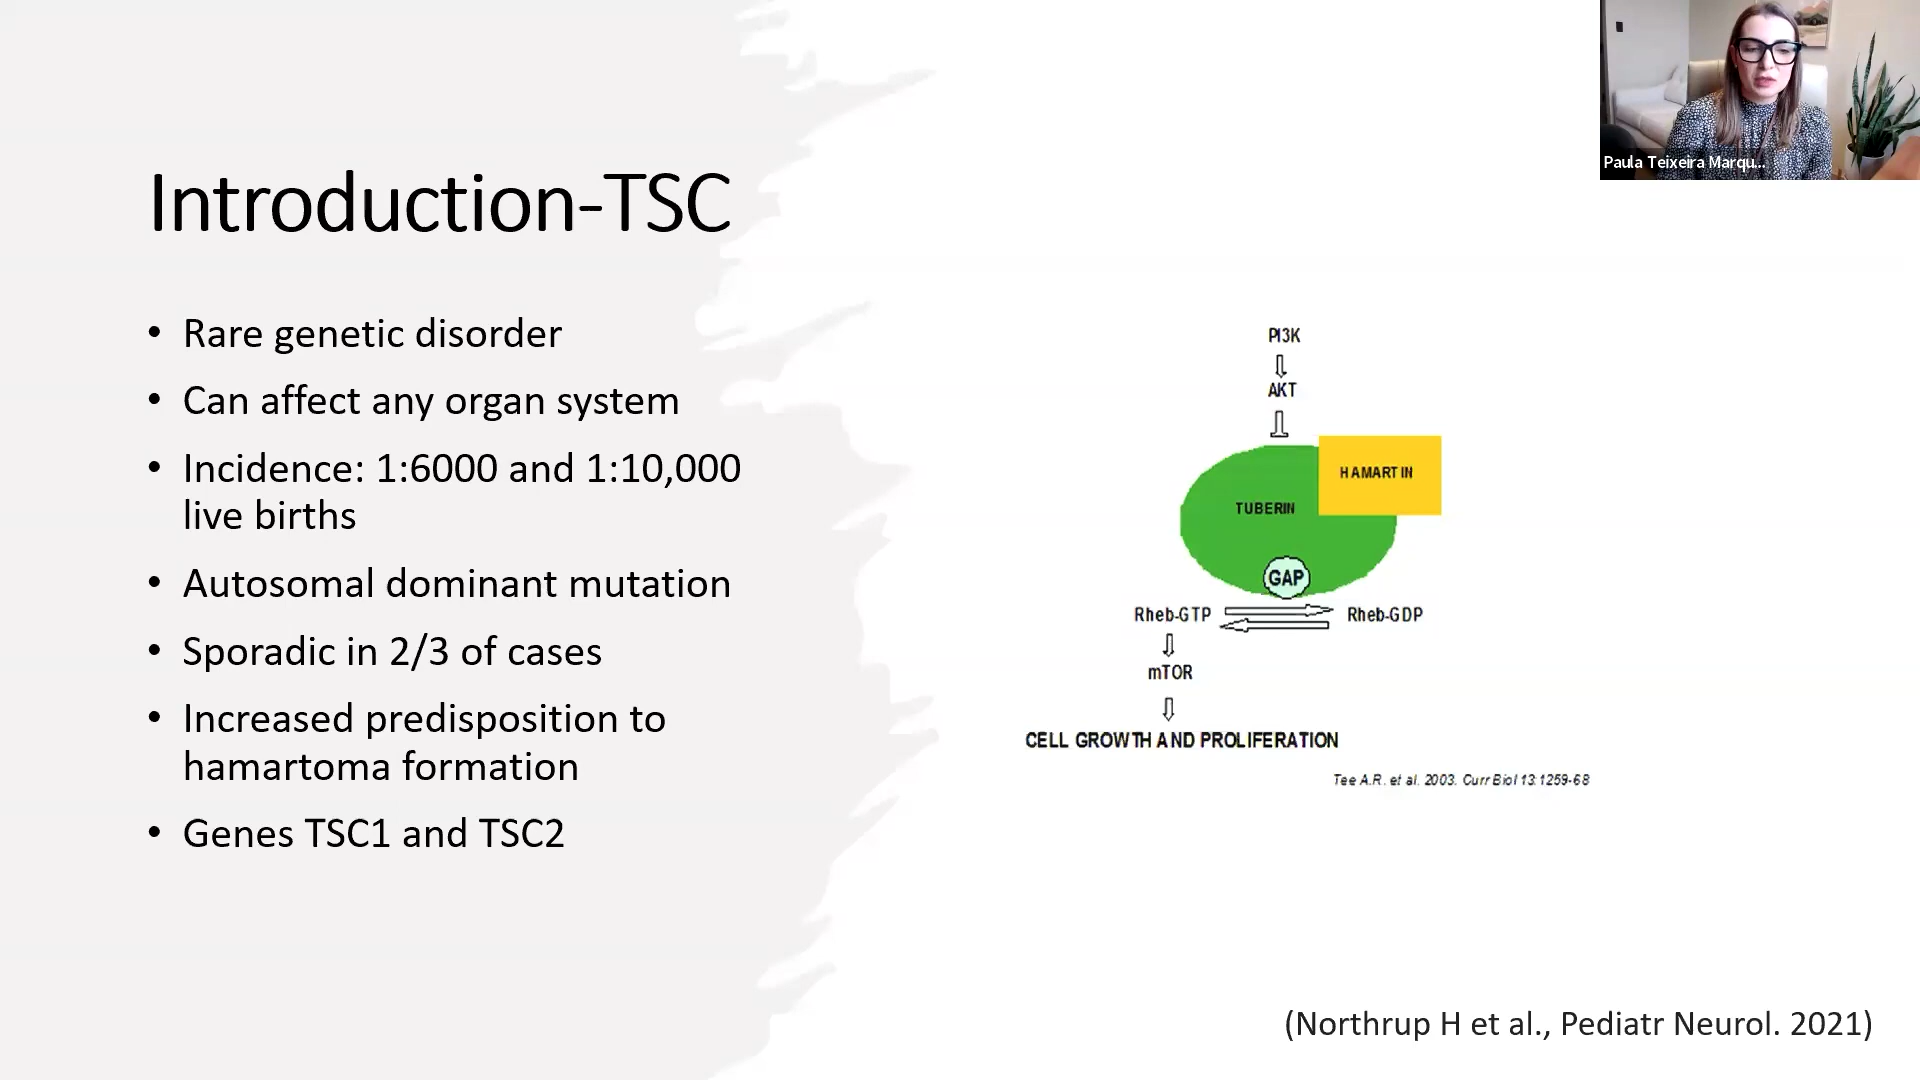 Paula Teixeira Marqu...
Introduction-TSC
• Rare genetic disorder
• Can affect any organ system
• Incidence: 1:6000 and 1:10,000
live births
• Autosomal dominant mutation
• Sporadic in 2/3 of cases
• Increased predisposition to
hamartoma formation
• Genes TSC1 and TSC2
PI3K
AKT
HAMARTIN
TUBERIN
GAP
Rheb-GTP
Rheb-GDP
mTOR
CELL GROWTH AND PROLIFERATION
Tee A.R. et al. 2003. Curr Biol 13:1259-68
(Northrup H et al., Pediatr Neurol. 2021)